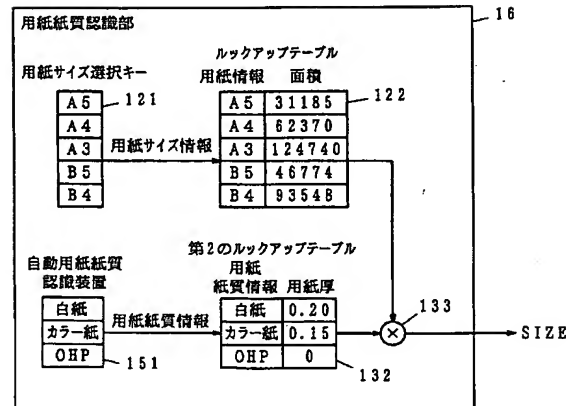 用紙紙質認識部
16
ルックアップテーブル
用紙サイズ選択キー
用紙情報 面積
A5
A4
A3
B5
B4
121
用紙サイズ情報
A5 31185
A4 62370
A3 124740
B5 46774
B4 93548
122
自動用紙紙質
認識装置
白紙
カラー紙
OHP
151
用紙紙質情報
第2のルックアップテーブル
用紙
紙質情報 用紙厚
白紙 0.20
カラー紙 0.15
OHP 0
132
133
×
SIZE